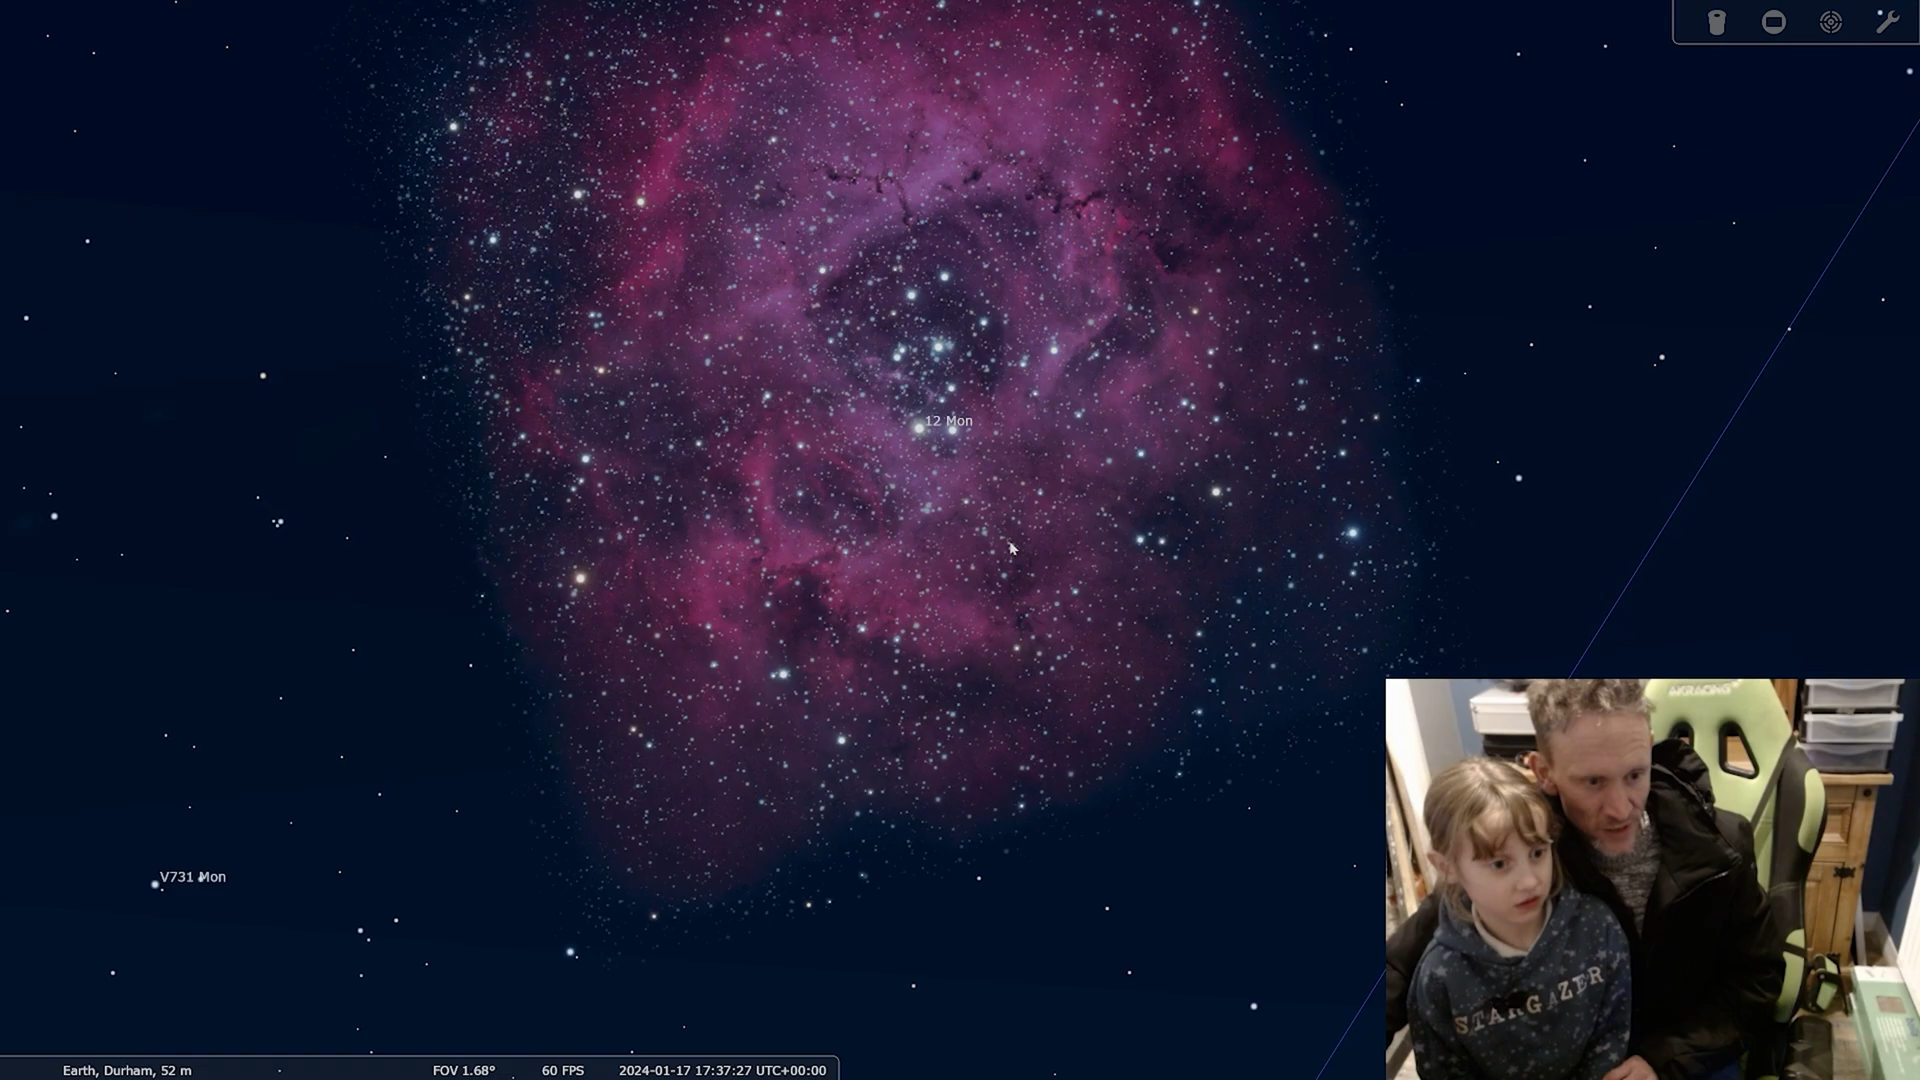 12 Mon
V731 Mon
AKRACING
STARGAZER
Earth, Durham, 52 m FOV 1.68° 60 FPS 2024-01-17 17:37:27 UTC+00:00